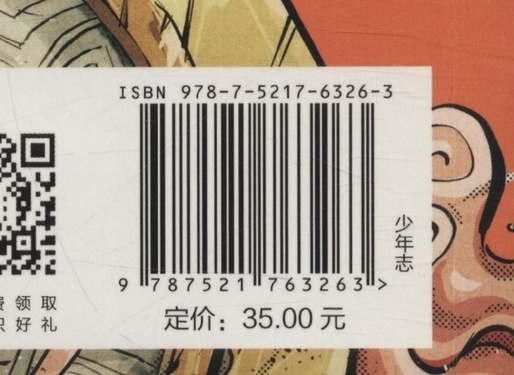 ISBN 978-7-5217-6326-3
9 787521 763263 >
定价：35.00 元
少年志
费 领 取
好 礼